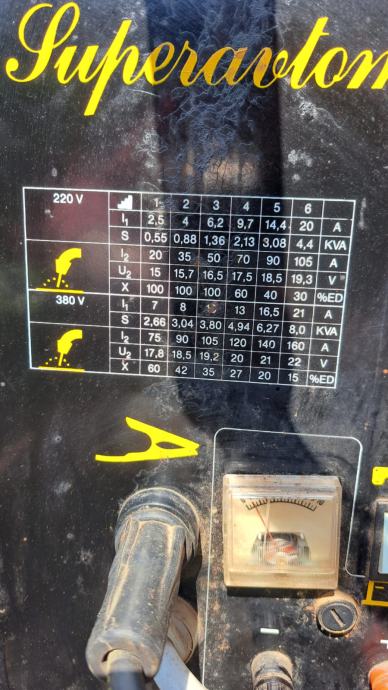 Superavtom
220 V 1 2 3 4 5 6
I1 2,5 4 6,2 9,7 14,4 20 A
S 0,55 0,88 1,36 2,13 3,08 4,4 KVA
I2 20 35 50 70 90 105 A
U2 15 15,7 16,5 17,5 18,5 19,3 V
X 100 100 100 60 40 30 %ED
380 V I1 7 8 13 16,5 21 A
S 2,66 3,04 3,80 4,94 6,27 8,0 KVA
I2 75 90 105 120 140 160 A
U2 17,8 18,5 19,2 20 21 22 V
X 60 42 35 27 20 15 %ED